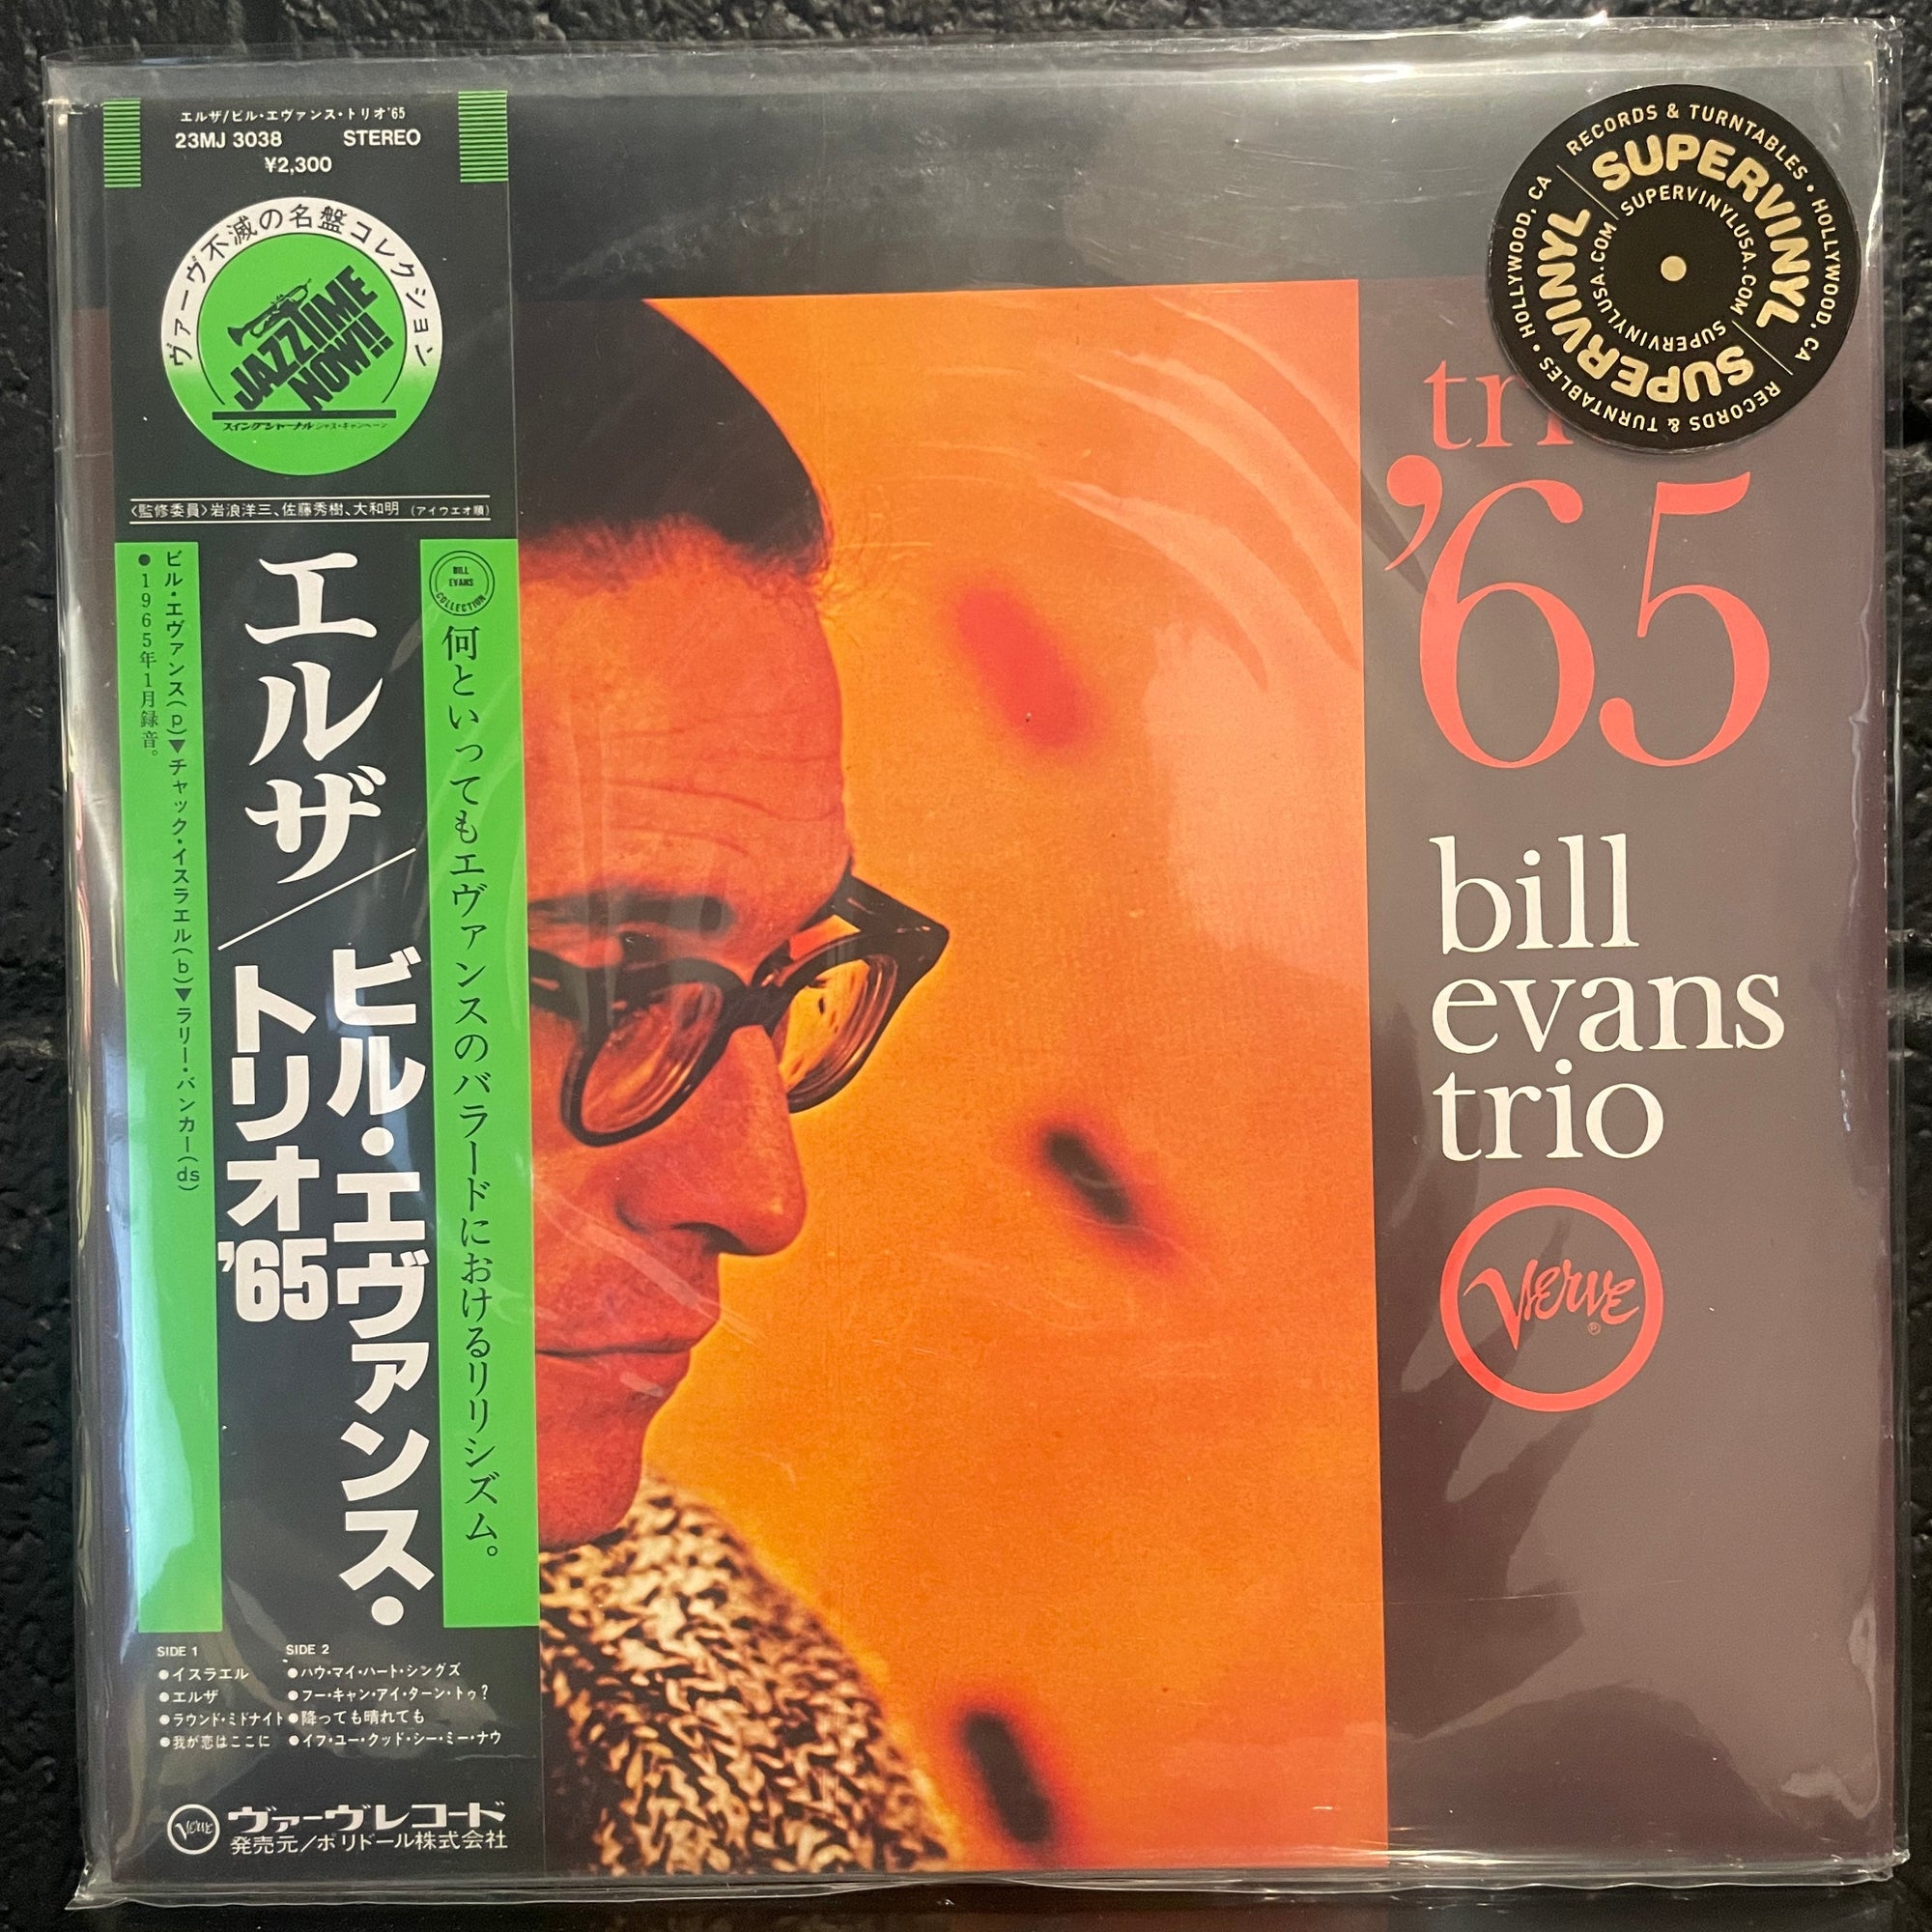 エルザ/ビル・エヴァンス・トリオ'65
23MJ 3038 STEREO
¥2,300
ヴァーヴ不滅の名盤コレクション
JAZZTIME
NOW!!
スイングジャーナル ジャズ・キャンペーン
〈監修委員〉岩浪洋三、佐藤秀樹、大和明 (アイウエオ順)
BILL
EVANS
COLLECTION
何といってもエヴァンスのバラードにおけるリリシズム。
エルザ/
ビル・エヴァンス・
トリオ'65
ビル・エヴァンス(p)▼チャック・イスラエル(b)▼ラリー・バンカー(ds)
●1965年1月録音。
SIDE 1
●イスラエル
●エルザ
●ラウンド・ミドナイト
●我が恋はここに
SIDE 2
●ハウ・マイ・ハート・シングズ
●フー・キャン・アイ・ターン・トゥ?
●降っても晴れても
●イフ・ユー・クッド・シー・ミー・ナウ
Verve
ヴァーヴレコード
発売元/ポリドール株式会社
RECORDS & TURNTABLES • HOLLYWOOD, CA
SUPERVINYL
SUPERVINYLUSA.COM
RECORDS & TURNTABLES • HOLLYWOOD, CA
SUPERVINYL
SUPERVINYLUSA.COM
tri
'65
bill
evans
trio
Verve
®